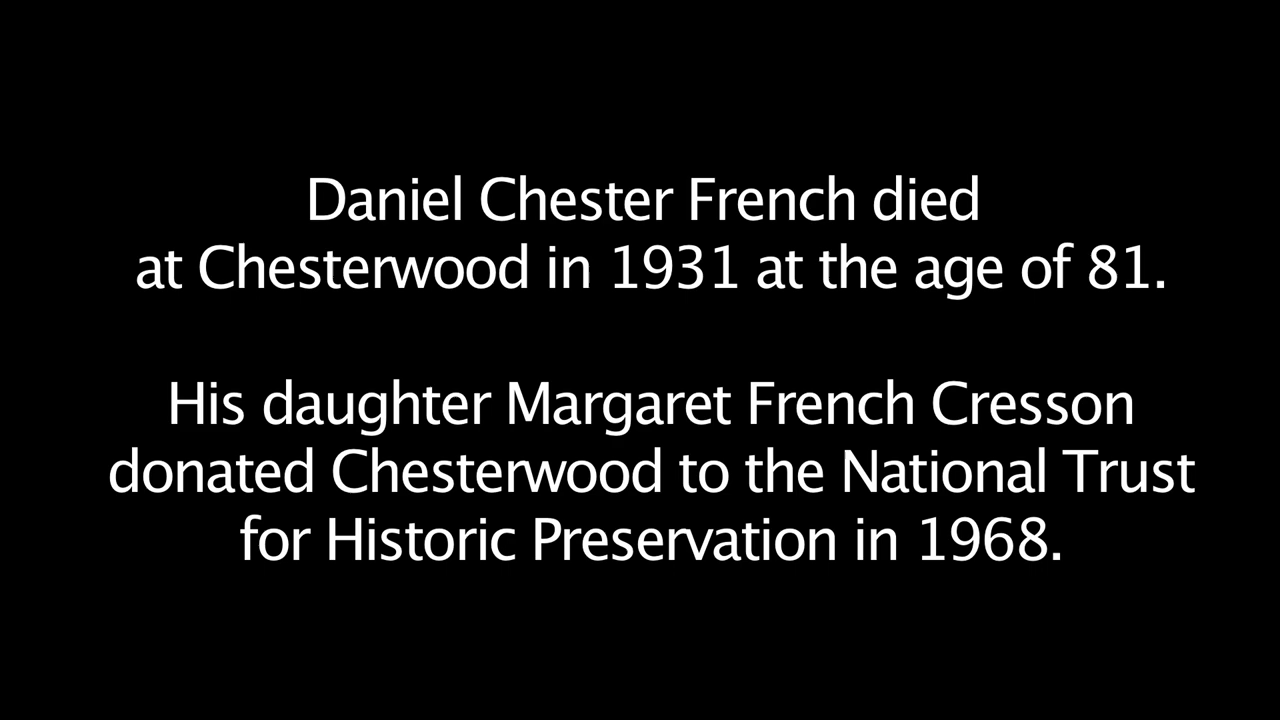 Daniel Chester French died
at Chesterwood in 1931 at the age of 81.
His daughter Margaret French Cresson
donated Chesterwood to the National Trust
for Historic Preservation in 1968.